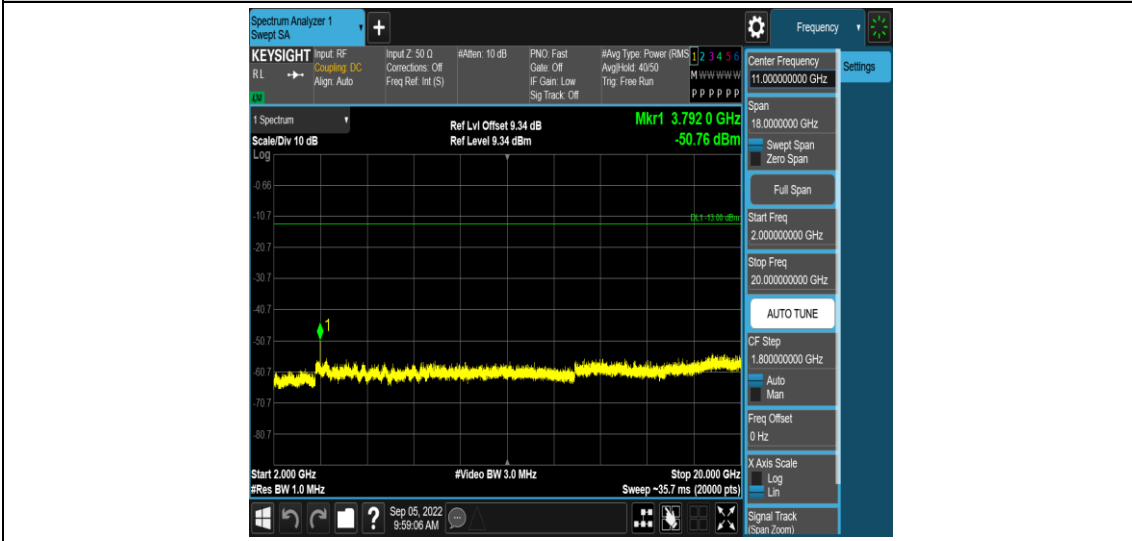 Spectrum Analyzer 1
Swept SA
+
Frequency
KEYSIGHT
RL
Input: RF
Coupling: DC
Align: Auto
Input Z: 50 Ω
Corrections: Off
Freq Ref: Int (S)
#Atten: 10 dB
PNO: Fast
Gate: Off
IF Gain: Low
Sig Track: Off
#Avg Type: Power (RMS
Avg|Hold: 40/50
Trig: Free Run
1 2 3 4 5 6
M W W W W W
P P P P P P
1 Spectrum
Scale/Div 10 dB
Log
Ref Lvl Offset 9.34 dB
Ref Level 9.34 dBm
Mkr1 3.792 0 GHz
-50.76 dBm
-0.66
-10.7
-20.7
-30.7
-40.7
-50.7
-60.7
-70.7
-80.7
DL1 -13.00 dBm
1
Start 2.000 GHz
#Res BW 1.0 MHz
#Video BW 3.0 MHz
Stop 20.000 GHz
Sweep ~35.7 ms (20000 pts)
?
Sep 05, 2022
9:59:06 AM
Center Frequency
11.000000000 GHz
Settings
Span
18.0000000 GHz
Swept Span
Zero Span
Full Span
Start Freq
2.000000000 GHz
Stop Freq
20.000000000 GHz
AUTO TUNE
CF Step
1.800000000 GHz
Auto
Man
Freq Offset
0 Hz
X Axis Scale
Log
Lin
Signal Track
(Span Zoom)